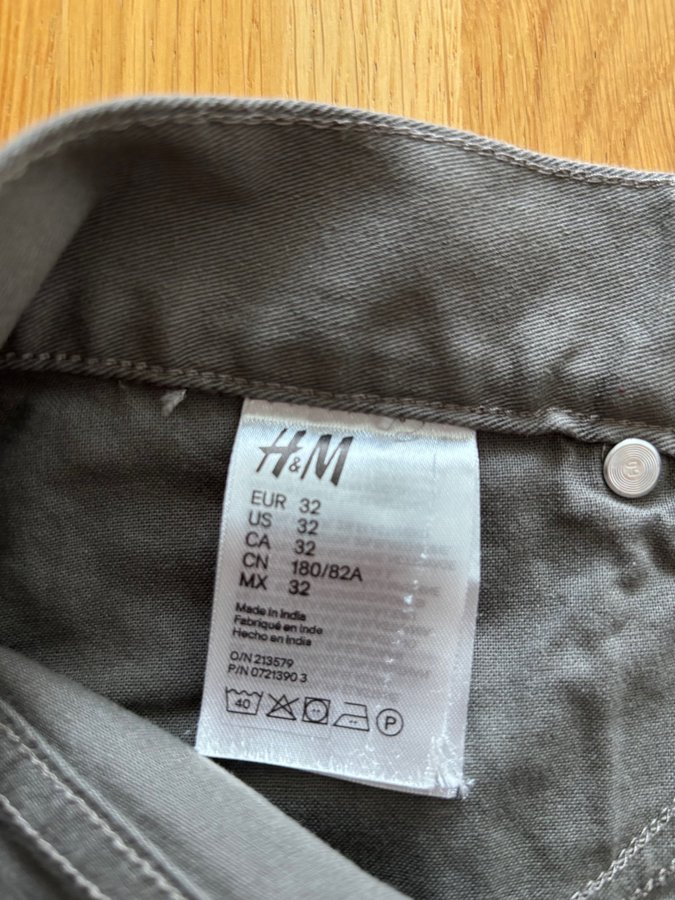 H&M
EUR 32
US 32
CA 32
CN 180/82A
MX 32
Made in India
Fabriqué en Inde
Hecho en India
O/N 213579
P/N 0721390 3
40
P